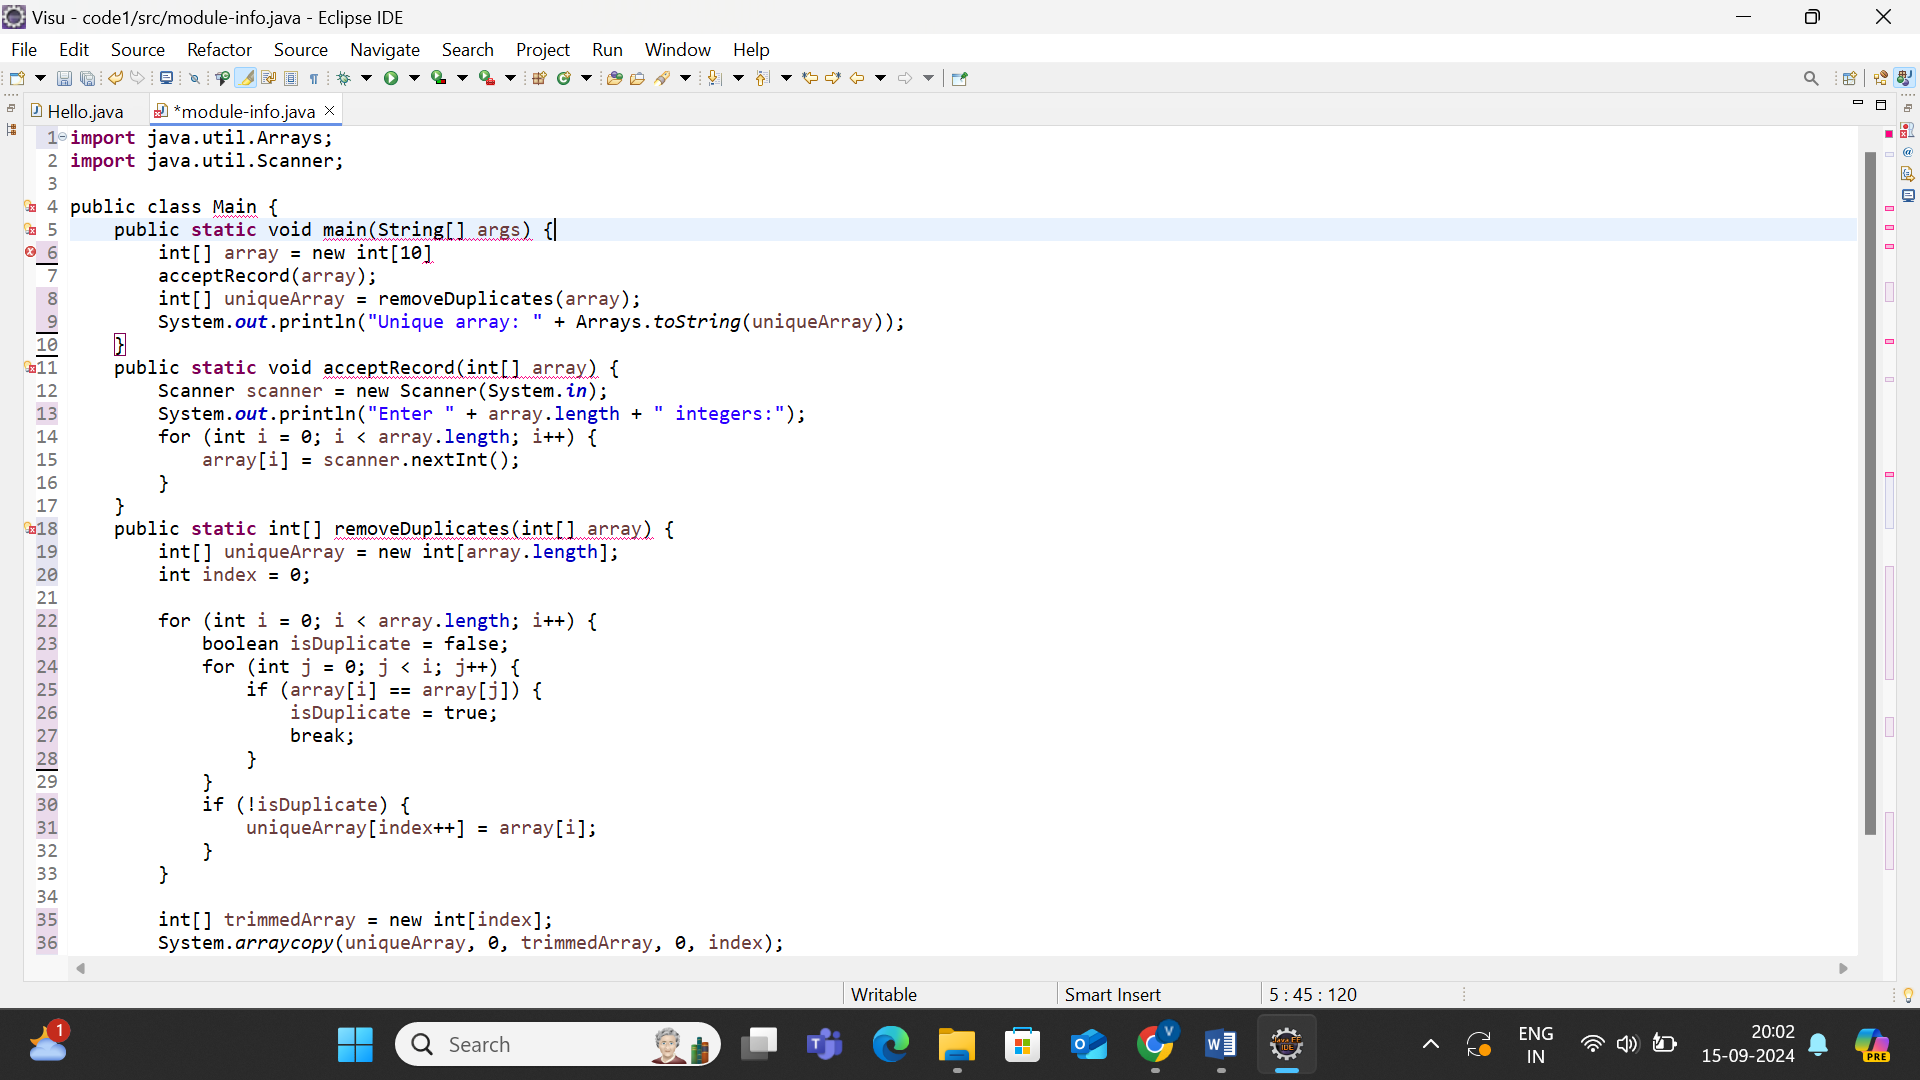 Visu - code1/src/module-info.java - Eclipse IDE
File Edit Source Refactor Source Navigate Search Project Run Window Help
Hello.java *module-info.java
1 import java.util.Arrays;
2 import java.util.Scanner;
3
4 public class Main {
5 public static void main(String[] args) {
6 int[] array = new int[10]
7 acceptRecord(array);
8 int[] uniqueArray = removeDuplicates(array);
9 System.out.println("Unique array: " + Arrays.toString(uniqueArray));
10 }
11 public static void acceptRecord(int[] array) {
12 Scanner scanner = new Scanner(System.in);
13 System.out.println("Enter " + array.length + " integers:");
14 for (int i = 0; i < array.length; i++) {
15 array[i] = scanner.nextInt();
16 }
17 }
18 public static int[] removeDuplicates(int[] array) {
19 int[] uniqueArray = new int[array.length];
20 int index = 0;
21
22 for (int i = 0; i < array.length; i++) {
23 boolean isDuplicate = false;
24 for (int j = 0; j < i; j++) {
25 if (array[i] == array[j]) {
26 isDuplicate = true;
27 break;
28 }
29 }
30 if (!isDuplicate) {
31 uniqueArray[index++] = array[i];
32 }
33 }
34
35 int[] trimmedArray = new int[index];
36 System.arraycopy(uniqueArray, 0, trimmedArray, 0, index);
Writable Smart Insert 5 : 45 : 120
1
Search
ENG
IN
20:02
15-09-2024
PRE